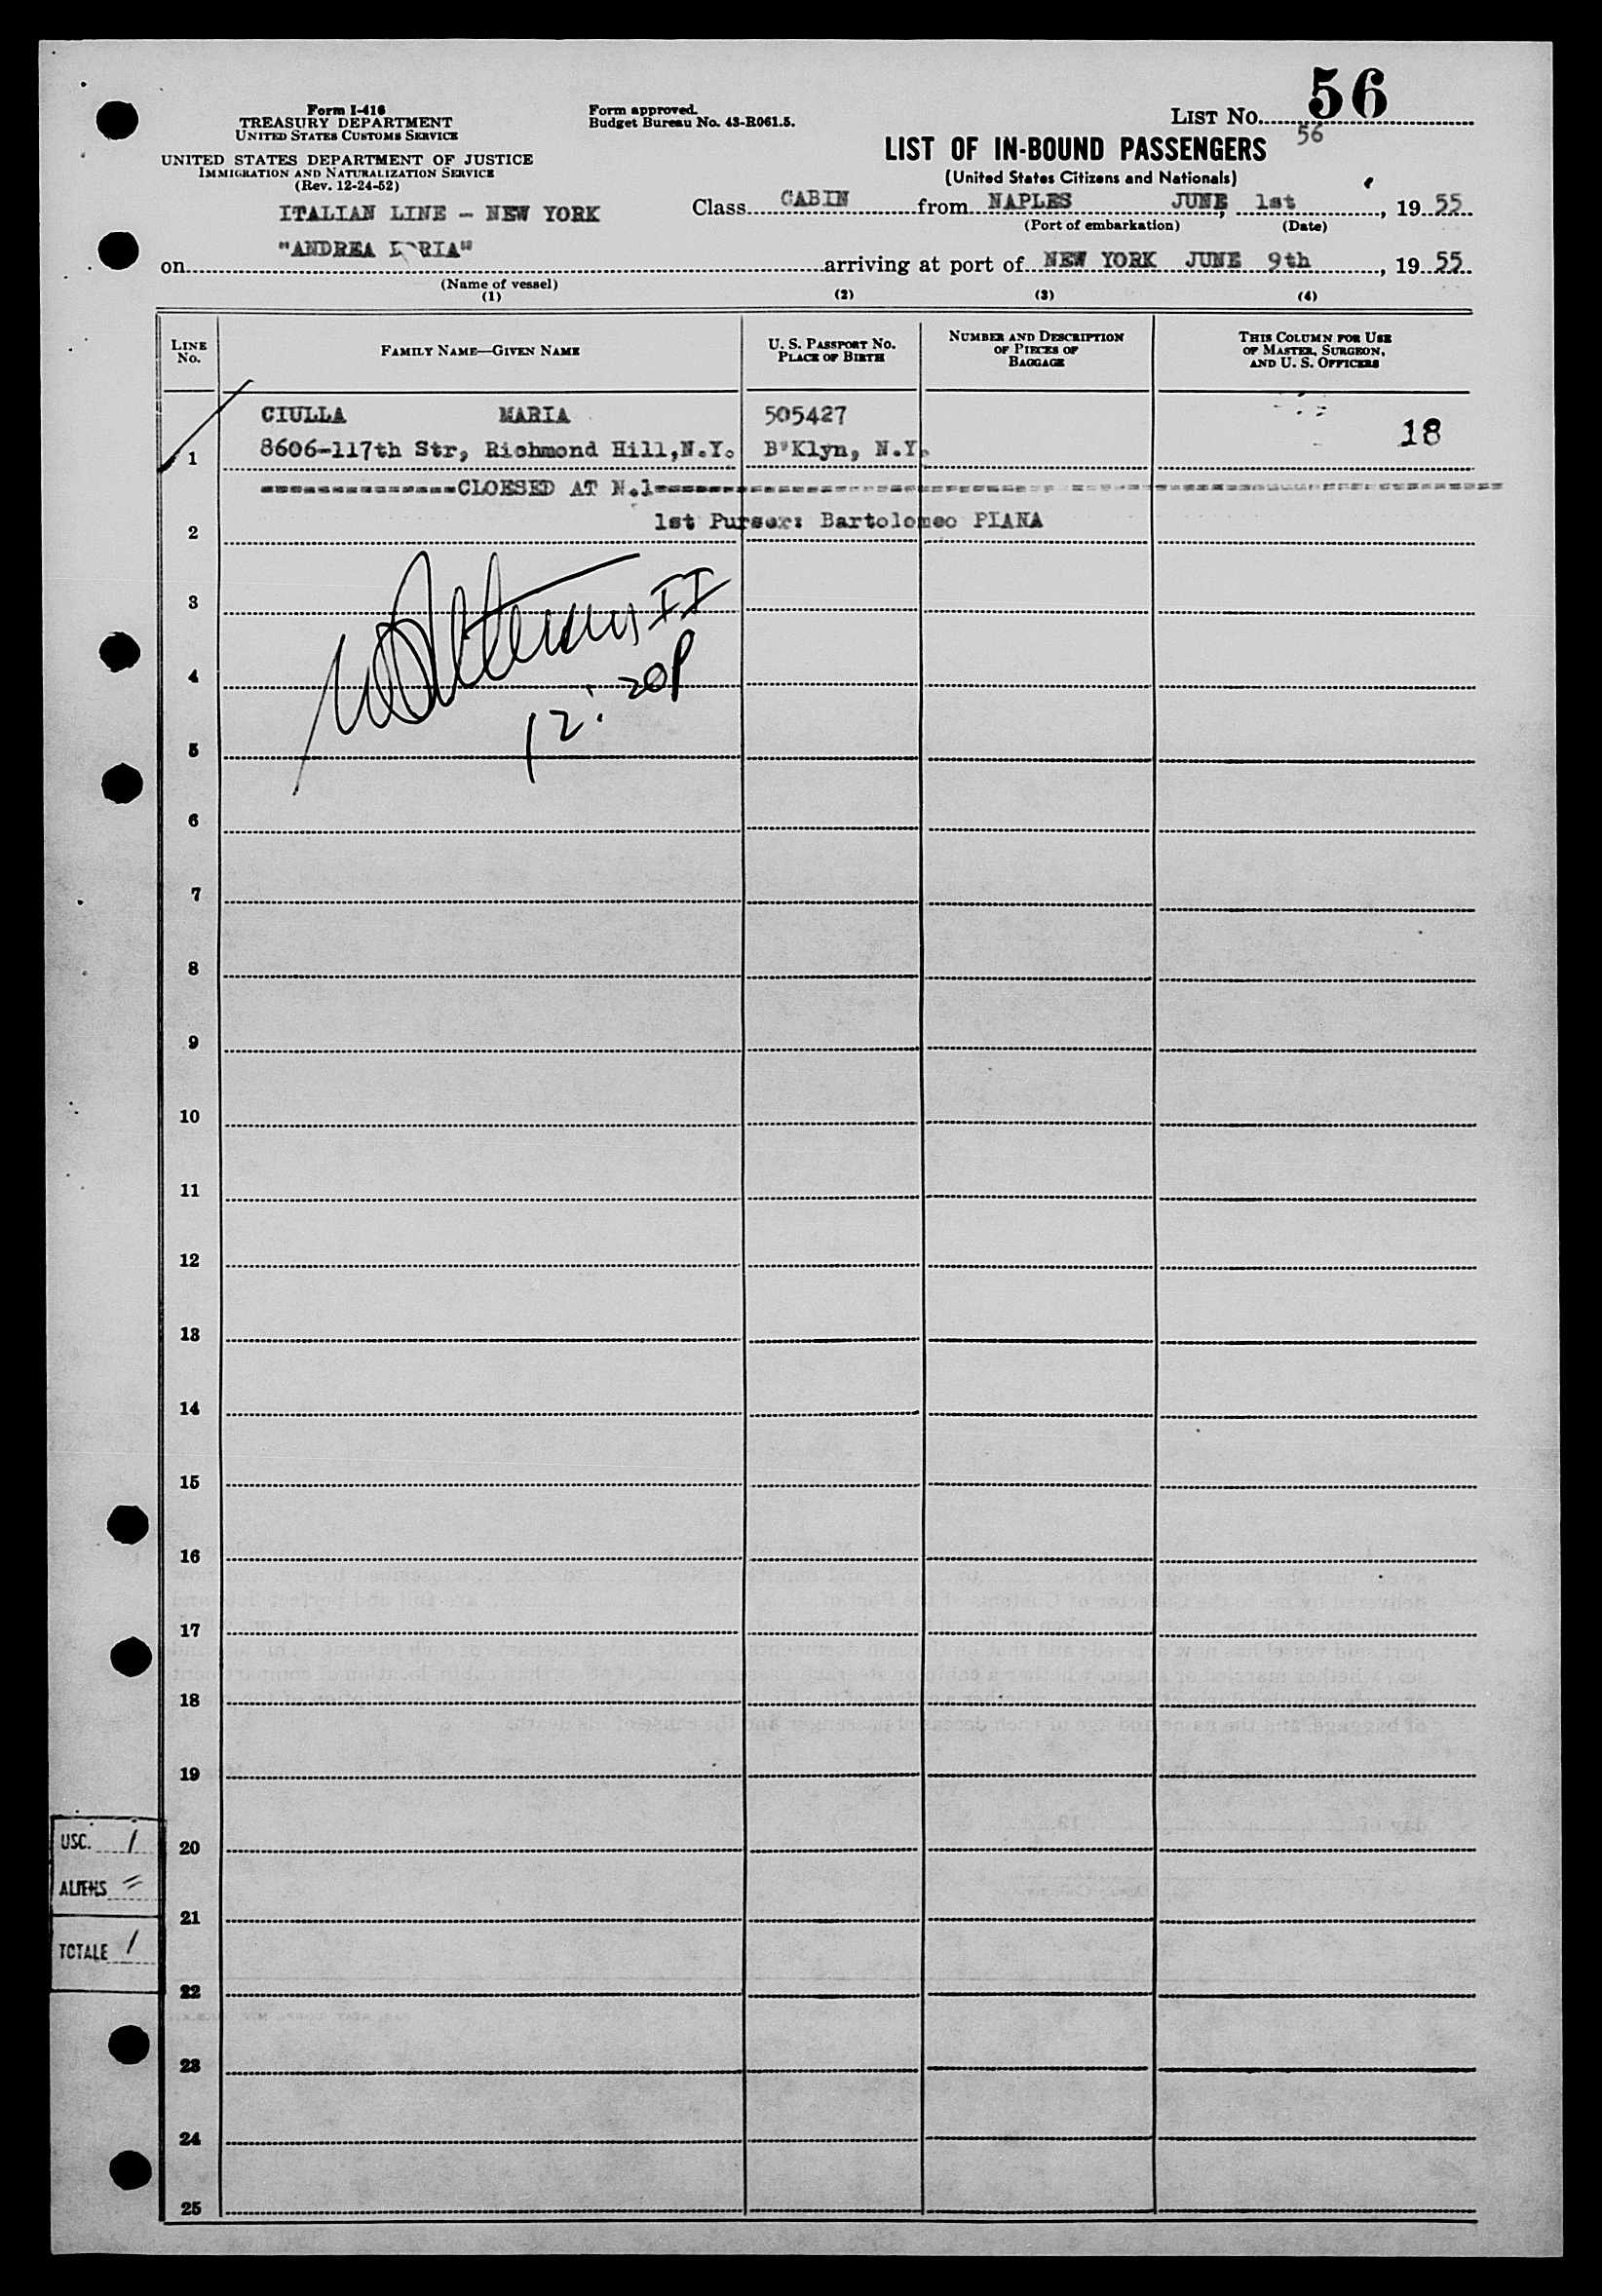 Form I-416
TREASURY DEPARTMENT
UNITED STATES CUSTOMS SERVICE
UNITED STATES DEPARTMENT OF JUSTICE
IMMIGRATION AND NATURALIZATION SERVICE
(Rev. 12-24-52)
Form approved.
Budget Bureau No. 43-R061.5.
LIST No. 56
56
LIST OF IN-BOUND PASSENGERS
(United States Citizens and Nationals)
ITALIAN LINE - NEW YORK
Class CABIN from NAPLES JUNE 1st, 19 55
(Port of embarkation) (Date)
on "ANDREA D RIA" arriving at port of NEW YORK JUNE 9th, 19 55
(Name of vessel)
(1) (2) (3) (4)
LINE No. FAMILY NAME—GIVEN NAME U. S. PASSPORT No. PLACE OF BIRTH NUMBER AND DESCRIPTION OF PIECES OF BAGGAGE THIS COLUMN FOR USE OF MASTER, SURGEON, AND U. S. OFFICERS
CIULLA MARIA 505427 18
1 8606-117th Str, Richmond Hill,N.Y. B'Klyn, N.Y.
CLOESED AT N.1
2 1st Purser: Bartolomeo PIANA
3 II
4
12:20P
5
6
7
8
9
10
11
12
13
14
15
16
17
18
19
USC. 1
20
ALIENS =
21
TOTALE 1
22
23
24
25